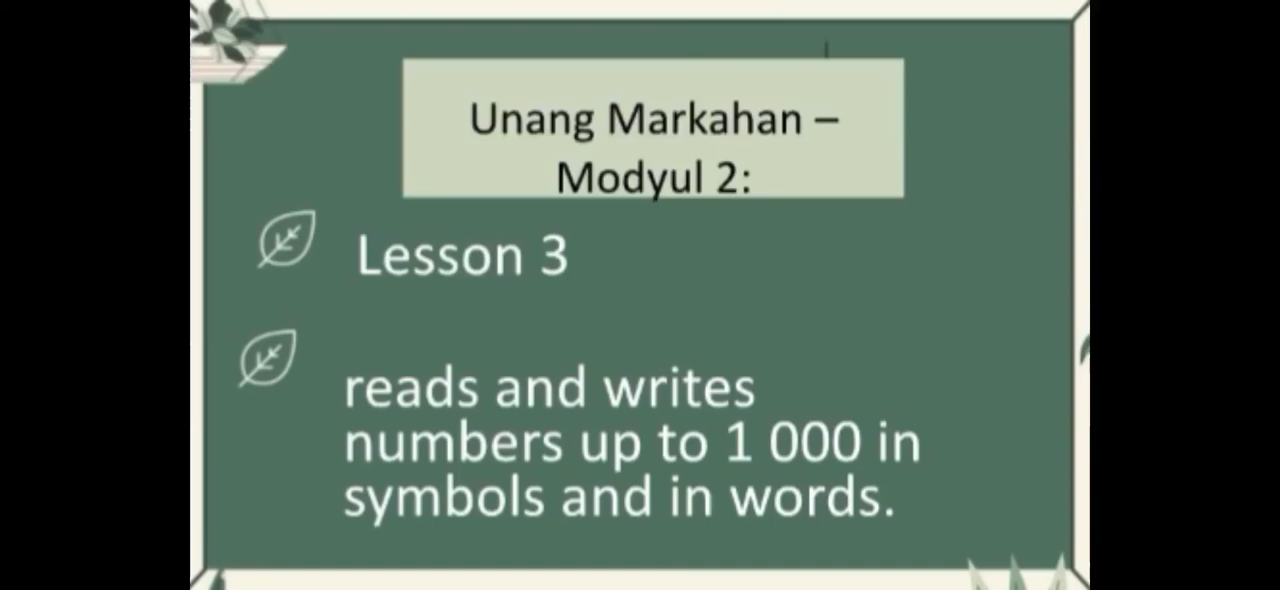 Unang Markahan –
Modyul 2:
Lesson 3
reads and writes
numbers up to 1 000 in
symbols and in words.